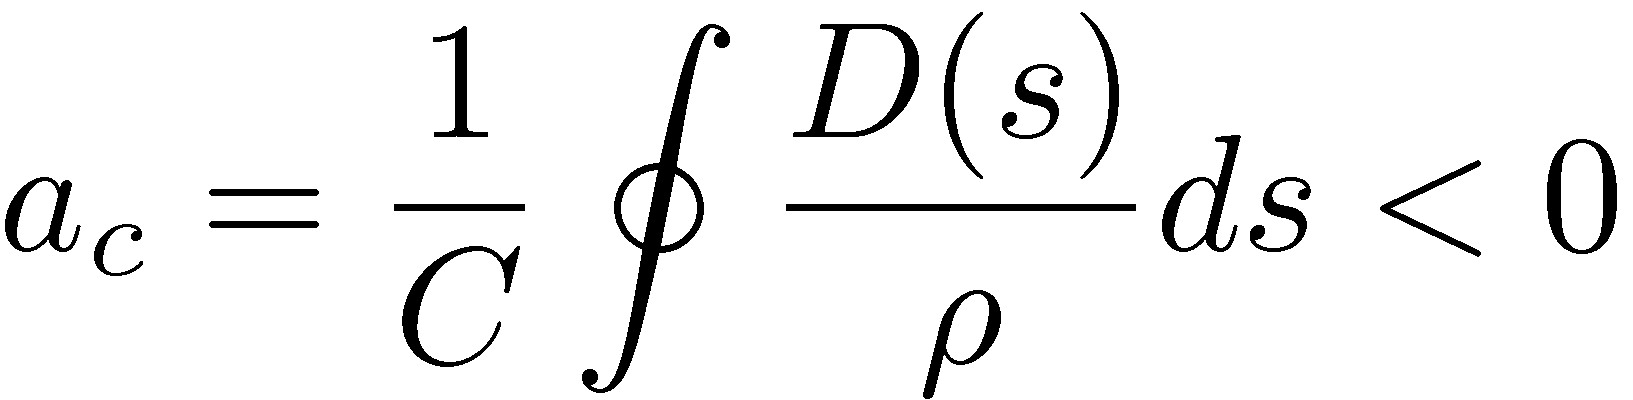 a_c = \frac{1}{C} \oint \frac{D(s)}{\rho} ds < 0